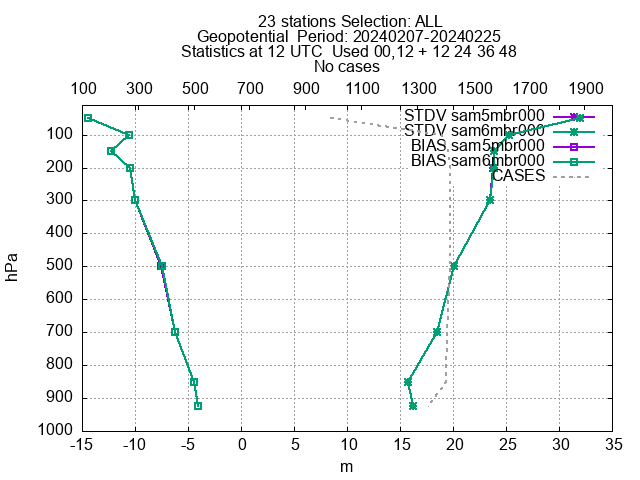 23 stations Selection: ALL
Geopotential  Period: 20240207-20240225
Statistics at 12 UTC  Used 00,12 + 12 24 36 48
No cases
100 300 500 700 900 1100 1300 1500 1700 1900
STDV sam5mbr000
STDV sam6mbr000
BIAS sam5mbr000
BIAS sam6mbr000
CASES
100
200
300
400
500
600
700
800
900
1000
hPa
-15 -10 -5 0 5 10 15 20 25 30 35
m